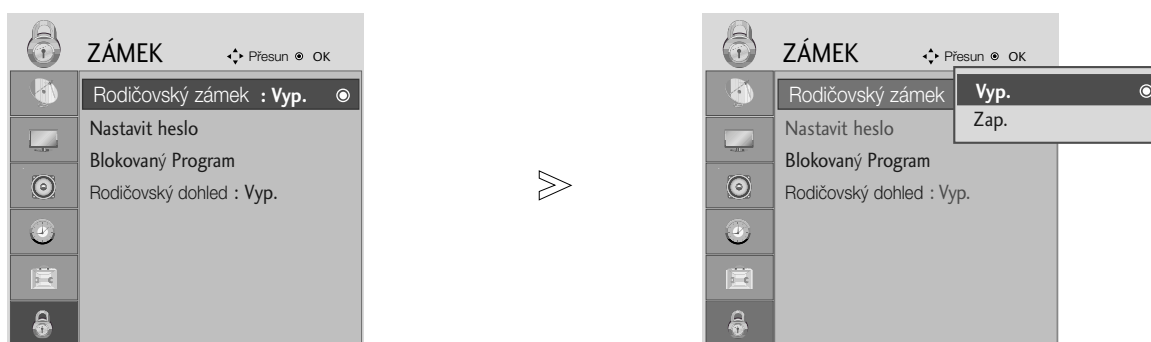 ZÁMEK Přesun OK
Rodičovský zámek : Vyp.
Nastavit heslo
Blokovaný Program
Rodičovský dohled : Vyp.
ZÁMEK Přesun OK
Rodičovský zámek
Vyp.
Zap.
Nastavit heslo
Blokovaný Program
Rodičovský dohled : Vyp.